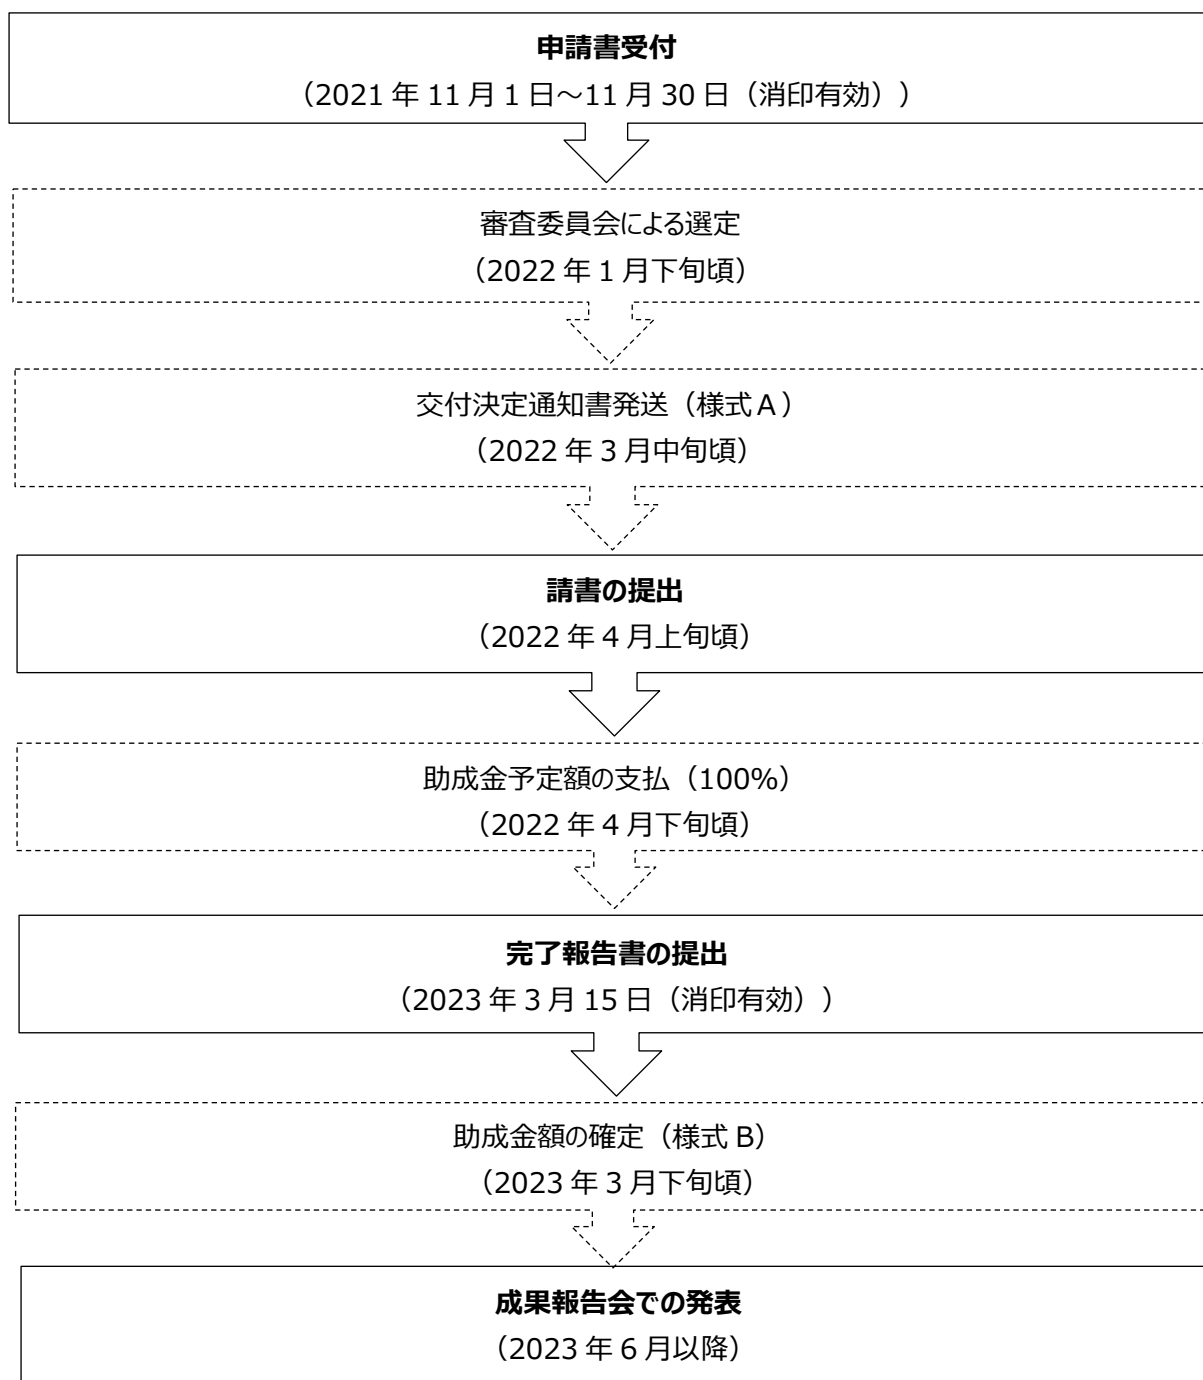 申請書受付
（2021 年 11 月 1 日～11 月 30 日（消印有効））
審査委員会による選定
（2022 年 1 月下旬頃）
交付決定通知書発送（様式Ａ）
（2022 年 3 月中旬頃）
請書の提出
（2022 年 4 月上旬頃）
助成金予定額の支払（100%）
（2022 年 4 月下旬頃）
完了報告書の提出
（2023 年 3 月 15 日（消印有効））
助成金額の確定（様式 B）
（2023 年 3 月下旬頃）
成果報告会での発表
（2023 年 6 月以降）